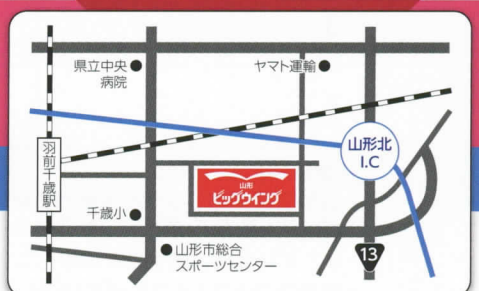 県立中央
病院
ヤマト運輸
山形北
I.C
羽前千歳駅
山形
ビッグウイング
千歳小
山形市総合
スポーツセンター
13